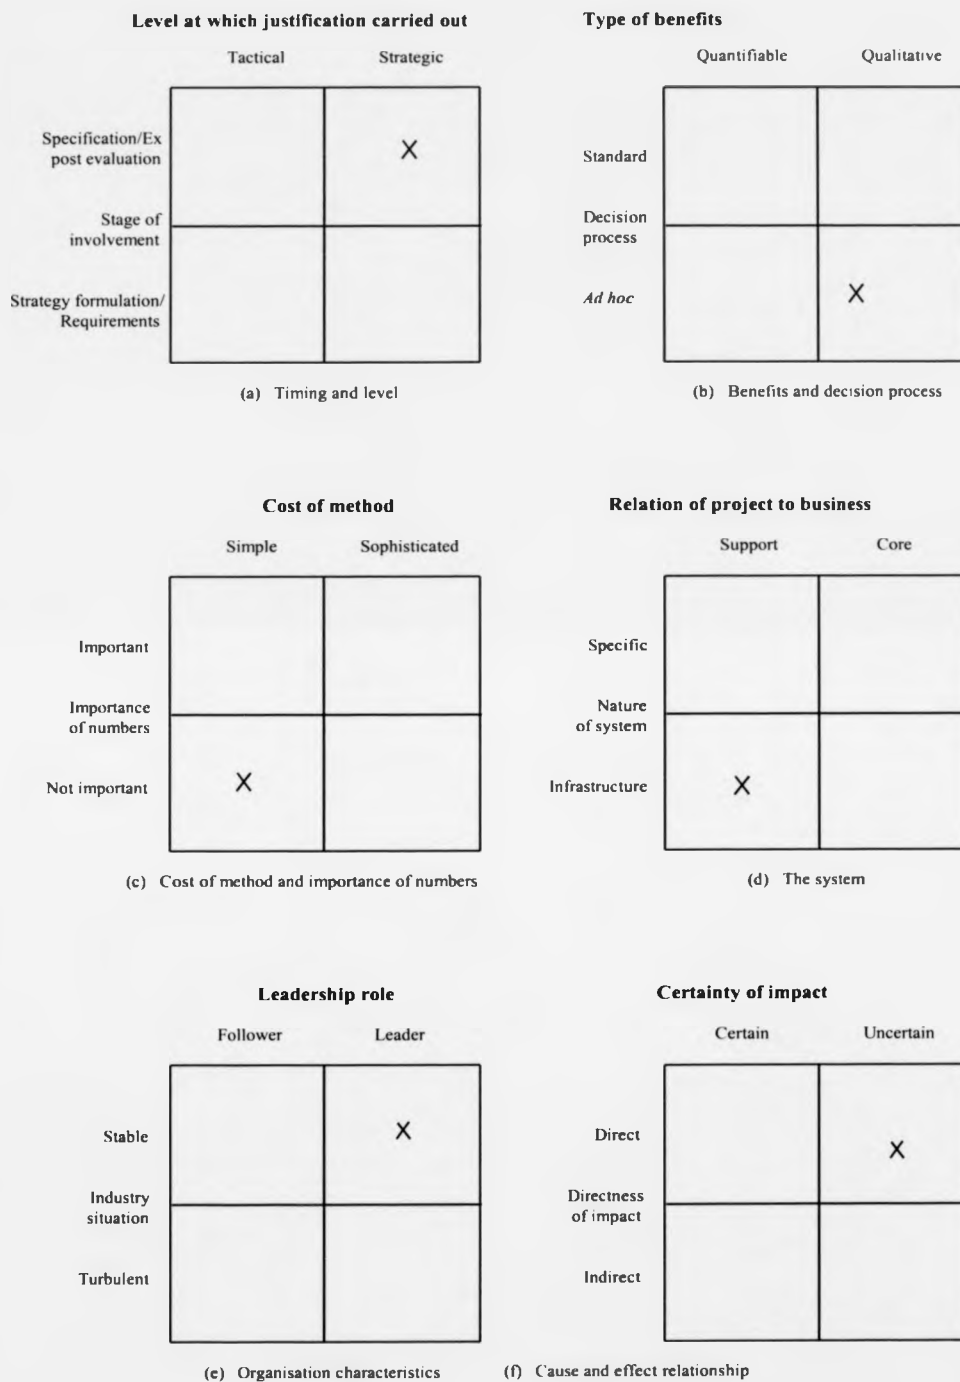 Level at which justification carried out
Tactical Strategic
Specification/Ex
post evaluation
X
Stage of
involvement
Strategy formulation/
Requirements
(a) Timing and level
Type of benefits
Quantifiable Qualitative
Standard
Decision
process
Ad hoc
X
(b) Benefits and decision process
Cost of method
Simple Sophisticated
Important
Importance
of numbers
Not important
X
(c) Cost of method and importance of numbers
Relation of project to business
Support Core
Specific
Nature
of system
Infrastructure
X
(d) The system
Leadership role
Follower Leader
Stable
X
Industry
situation
Turbulent
(e) Organisation characteristics
Certainty of impact
Certain Uncertain
Direct
X
Directness
of impact
Indirect
(f) Cause and effect relationship